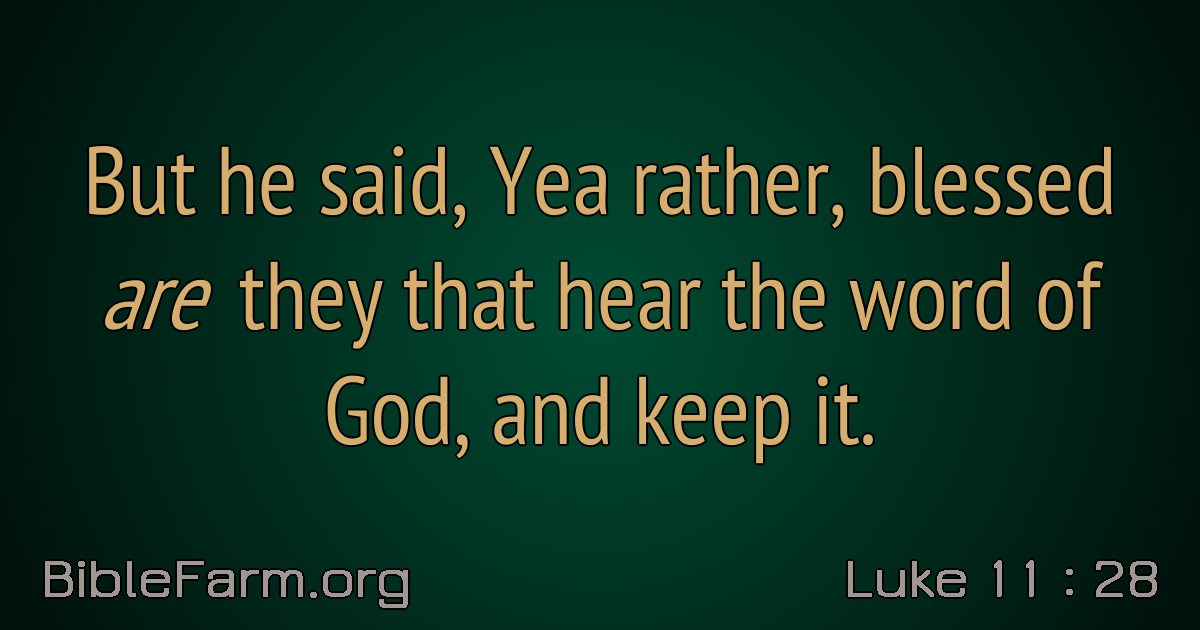 But he said, Yea rather, blessed
are they that hear the word of
God, and keep it.
BibleFarm.org
Luke 11 : 28